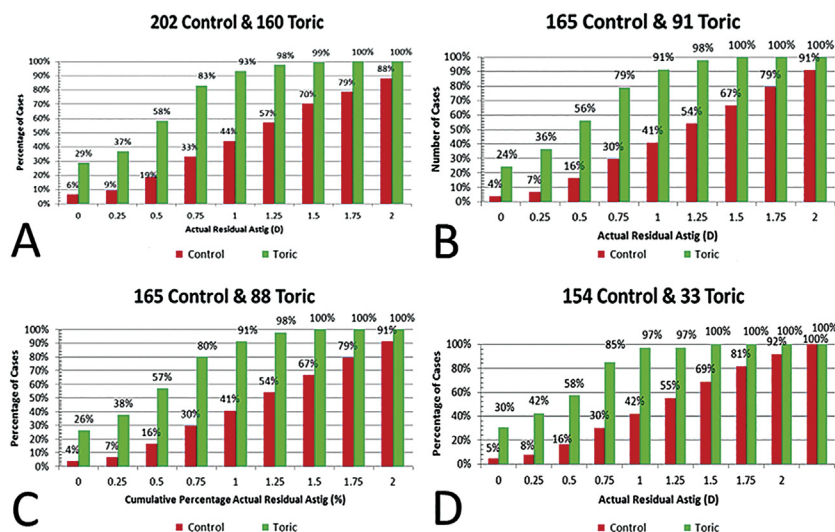 202 Control & 160 Toric
Percentage of Cases
100%
90%
80%
70%
60%
50%
40%
30%
20%
10%
0%
6% 29% 9% 37% 19% 58% 33% 83% 44% 93% 57% 98% 70% 99% 79% 100% 88% 100%
0 0.25 0.5 0.75 1 1.25 1.5 1.75 2
Actual Residual Astig (D)
Control Toric
A
165 Control & 91 Toric
Number of Cases
100%
90%
80%
70%
60%
50%
40%
30%
20%
10%
0%
4% 24% 7% 36% 16% 56% 30% 79% 41% 91% 54% 98% 67% 100% 79% 100% 91% 100%
0 0.25 0.5 0.75 1 1.25 1.5 1.75 2
Actual Residual Astig (D)
Control Toric
B
165 Control & 88 Toric
Percentage of Cases
100%
90%
80%
70%
60%
50%
40%
30%
20%
10%
0%
4% 26% 7% 38% 16% 57% 30% 80% 41% 91% 54% 98% 67% 100% 79% 100% 91% 100%
0 0.25 0.5 0.75 1 1.25 1.5 1.75 2
Cumulative Percentage Actual Residual Astig (%)
Control Toric
C
154 Control & 33 Toric
Percentage of Cases
100%
80%
60%
40%
20%
0%
5% 30% 8% 42% 16% 58% 30% 85% 42% 97% 55% 97% 69% 100% 81% 100% 92% 100% 100% 100%
0 0.25 0.5 0.75 1 1.25 1.5 1.75 2
Actual Residual Astig (D)
Control Toric
D